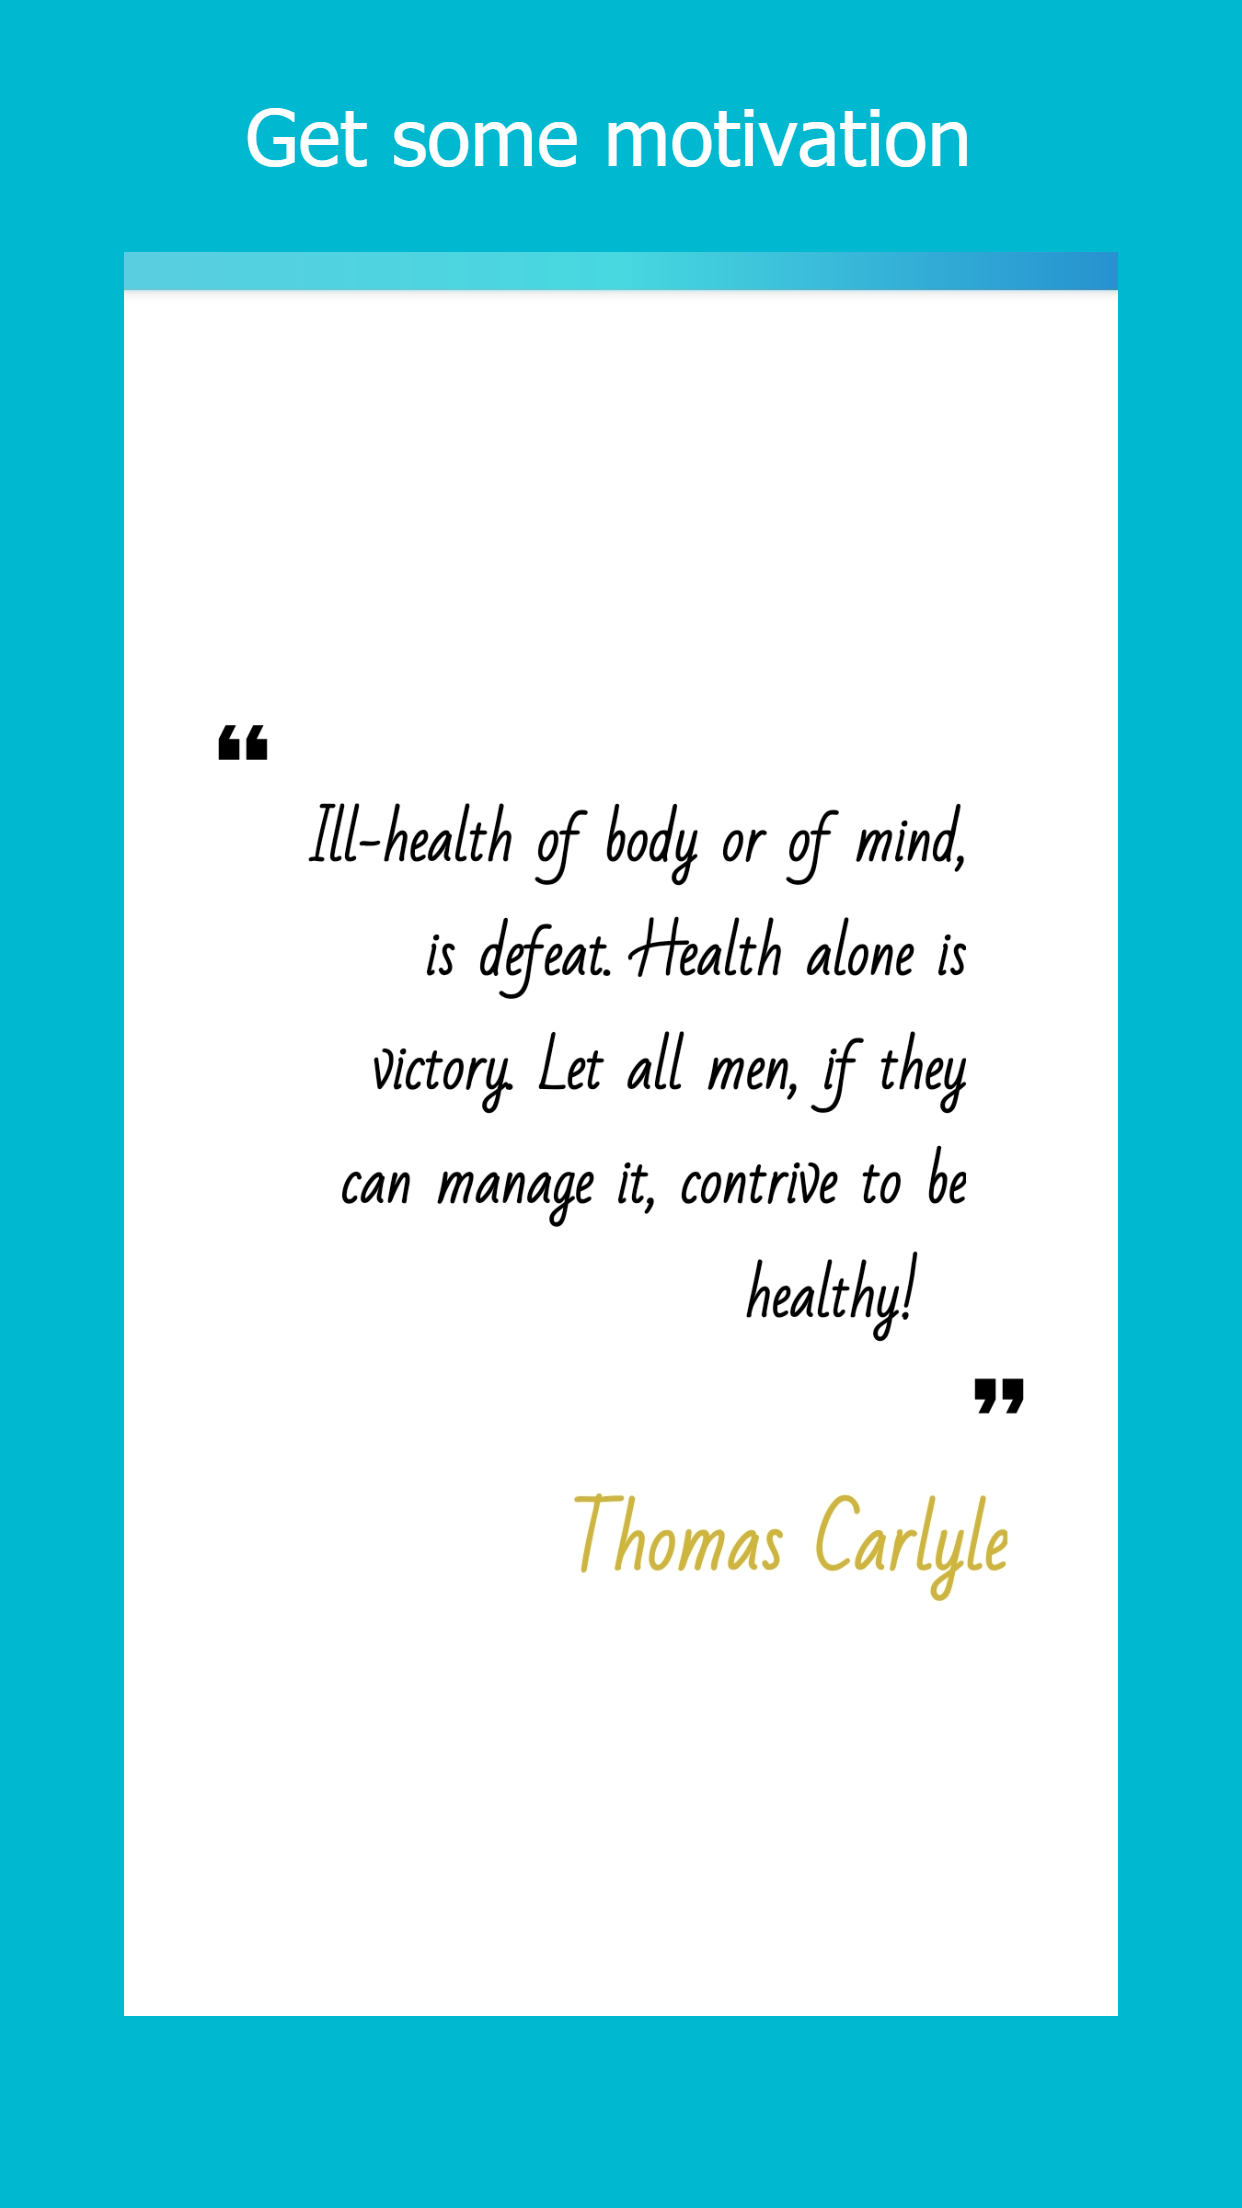 Get some motivation
❝
Ill-health of body or of mind,
is defeat. Health alone is
victory. Let all men, if they
can manage it, contrive to be
healthy!
❞
Thomas Carlyle